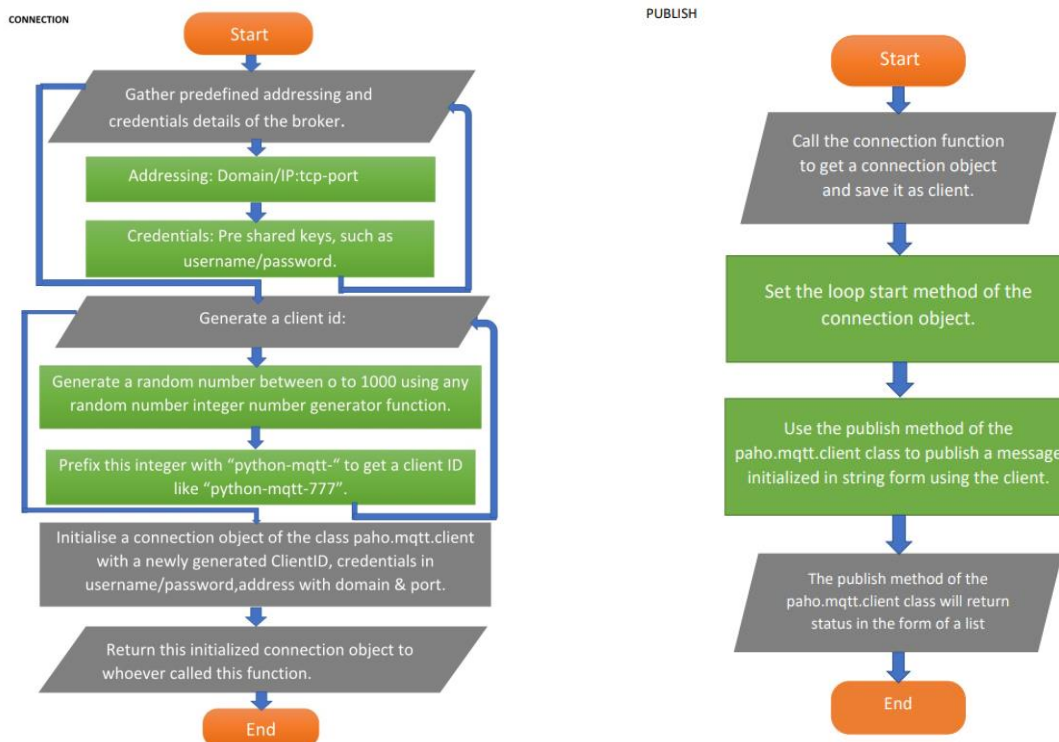 CONNECTION
Start
Gather predefined addressing and
credentials details of the broker.
Addressing: Domain/IP:tcp-port
Credentials: Pre shared keys, such as
username/password.
Generate a client id:
Generate a random number between o to 1000 using any
random number integer number generator function.
Prefix this integer with “python-mqtt-“ to get a client ID
like “python-mqtt-777”.
Initialise a connection object of the class paho.mqtt.client
with a newly generated ClientID, credentials in
username/password,address with domain & port.
Return this initialized connection object to
whoever called this function.
End
PUBLISH
Start
Call the connection function
to get a connection object
and save it as client.
Set the loop start method of the
connection object.
Use the publish method of the
paho.mqtt.client class to publish a message
initialized in string form using the client.
The publish method of the
paho.mqtt.client class will return
status in the form of a list
End